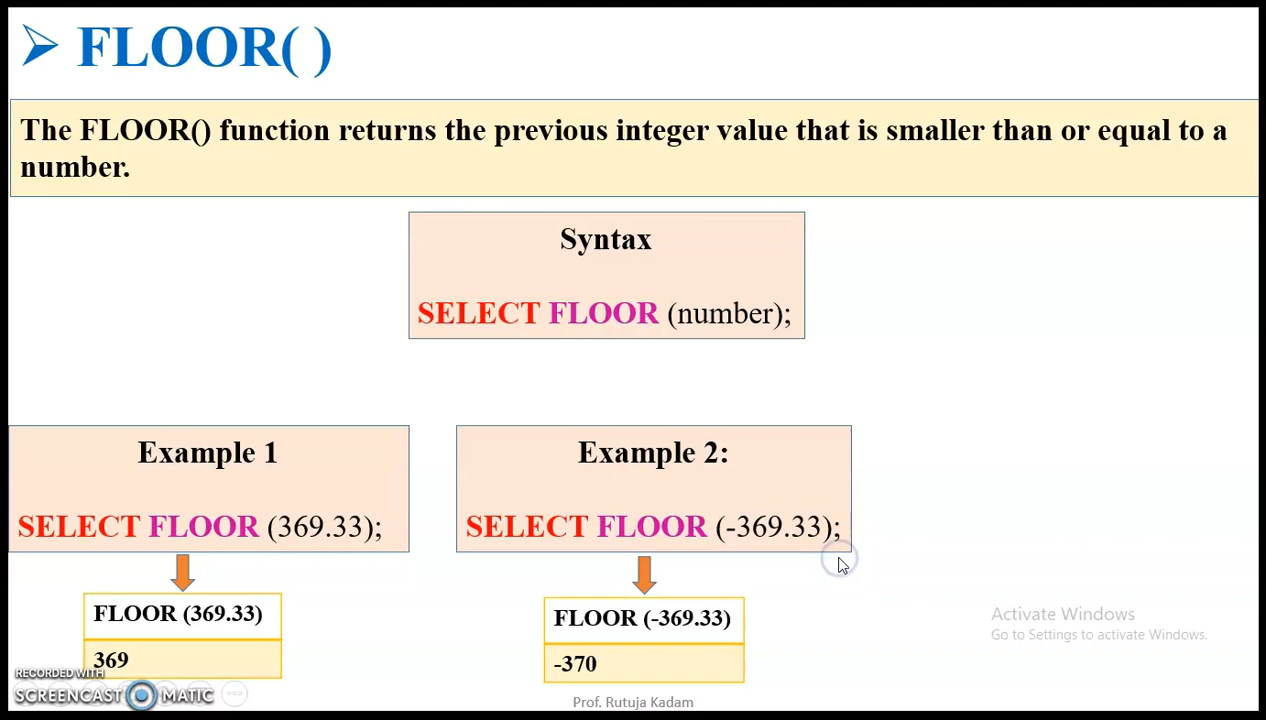 FLOOR( )
The FLOOR() function returns the previous integer value that is smaller than or equal to a
number.
Syntax
SELECT FLOOR (number);
Example 1
SELECT FLOOR (369.33);
FLOOR (369.33)
369
Example 2:
SELECT FLOOR (-369.33);
FLOOR (-369.33)
-370
Activate Windows
Go to Settings to activate Windows.
RECORDED WITH
SCREENCAST MATIC
Prof. Rutuja Kadam